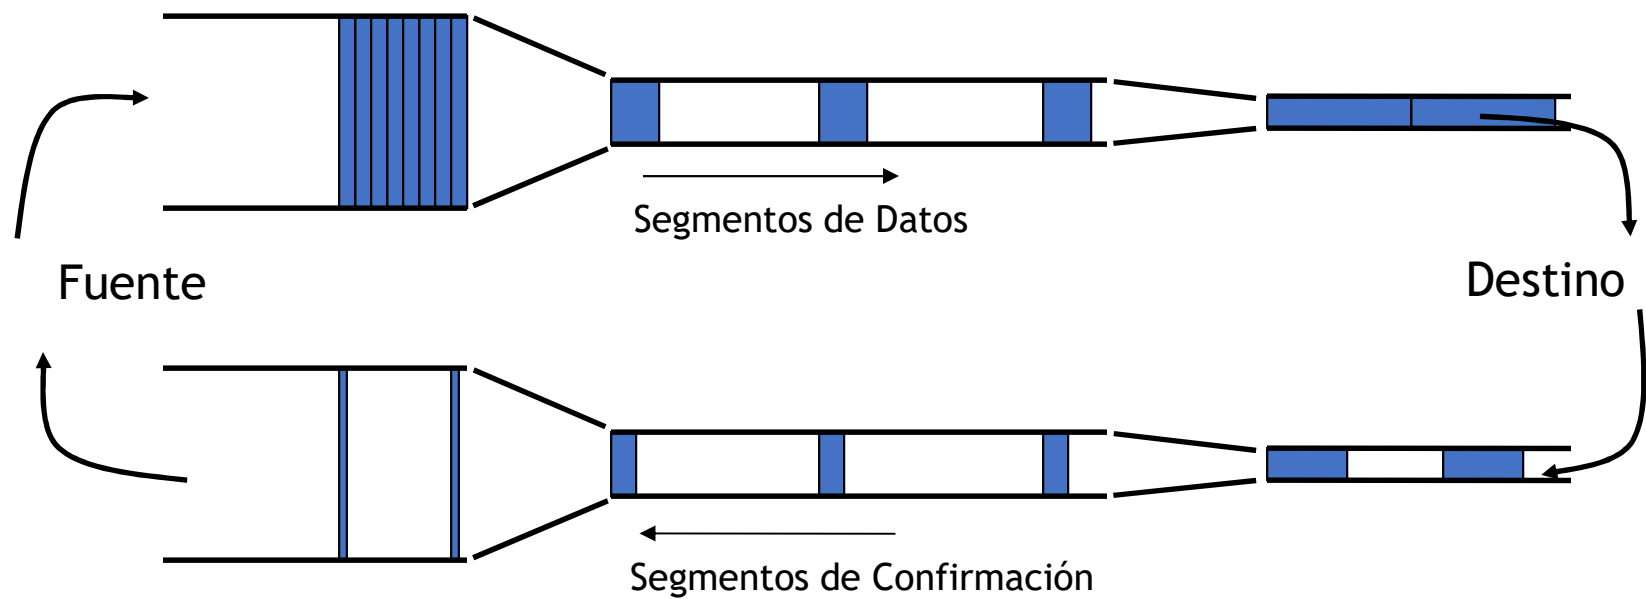 Segmentos de Datos
Fuente
Destino
Segmentos de Confirmación